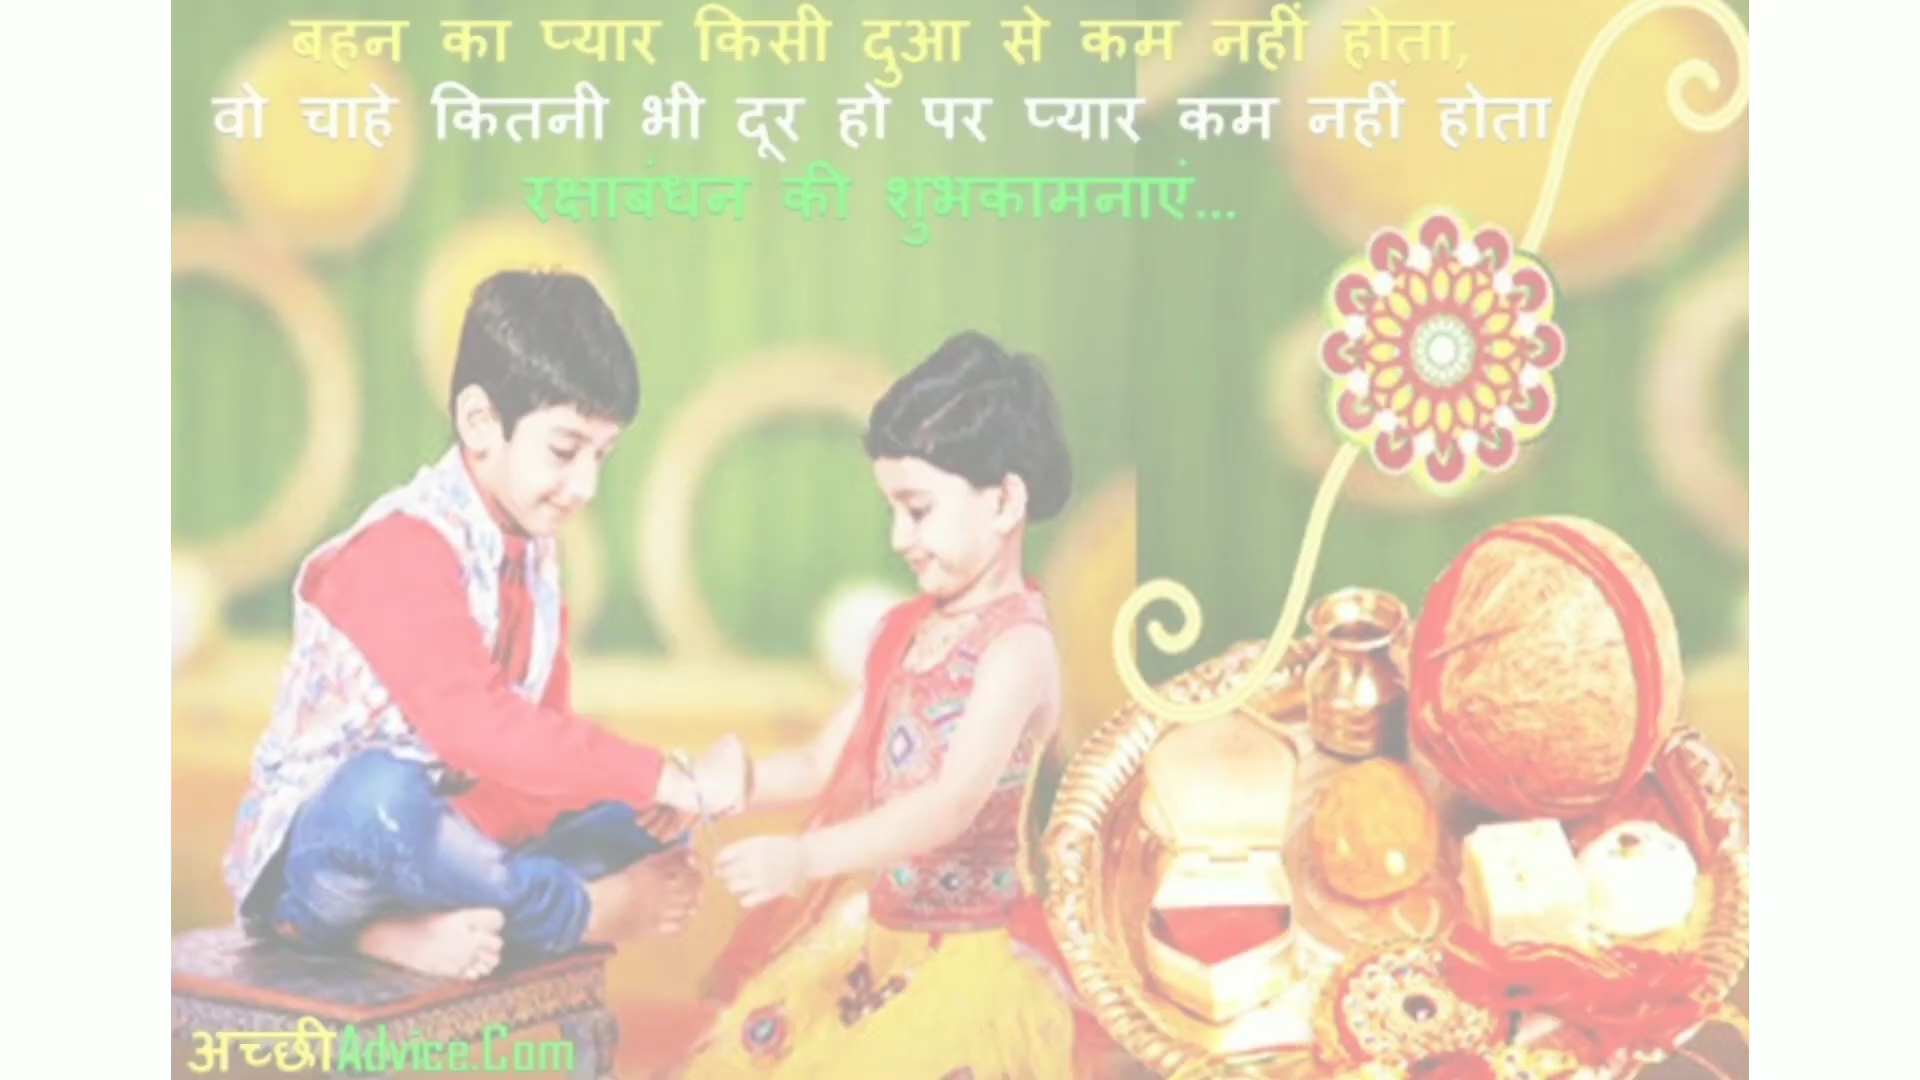 बहन का प्यार किसी दुआ से कम नहीं होता,
वो चाहे कितनी भी दूर हो पर प्यार कम नहीं होता
रक्षाबंधन की शुभकामनाएं...
अच्छीAdvice.Com